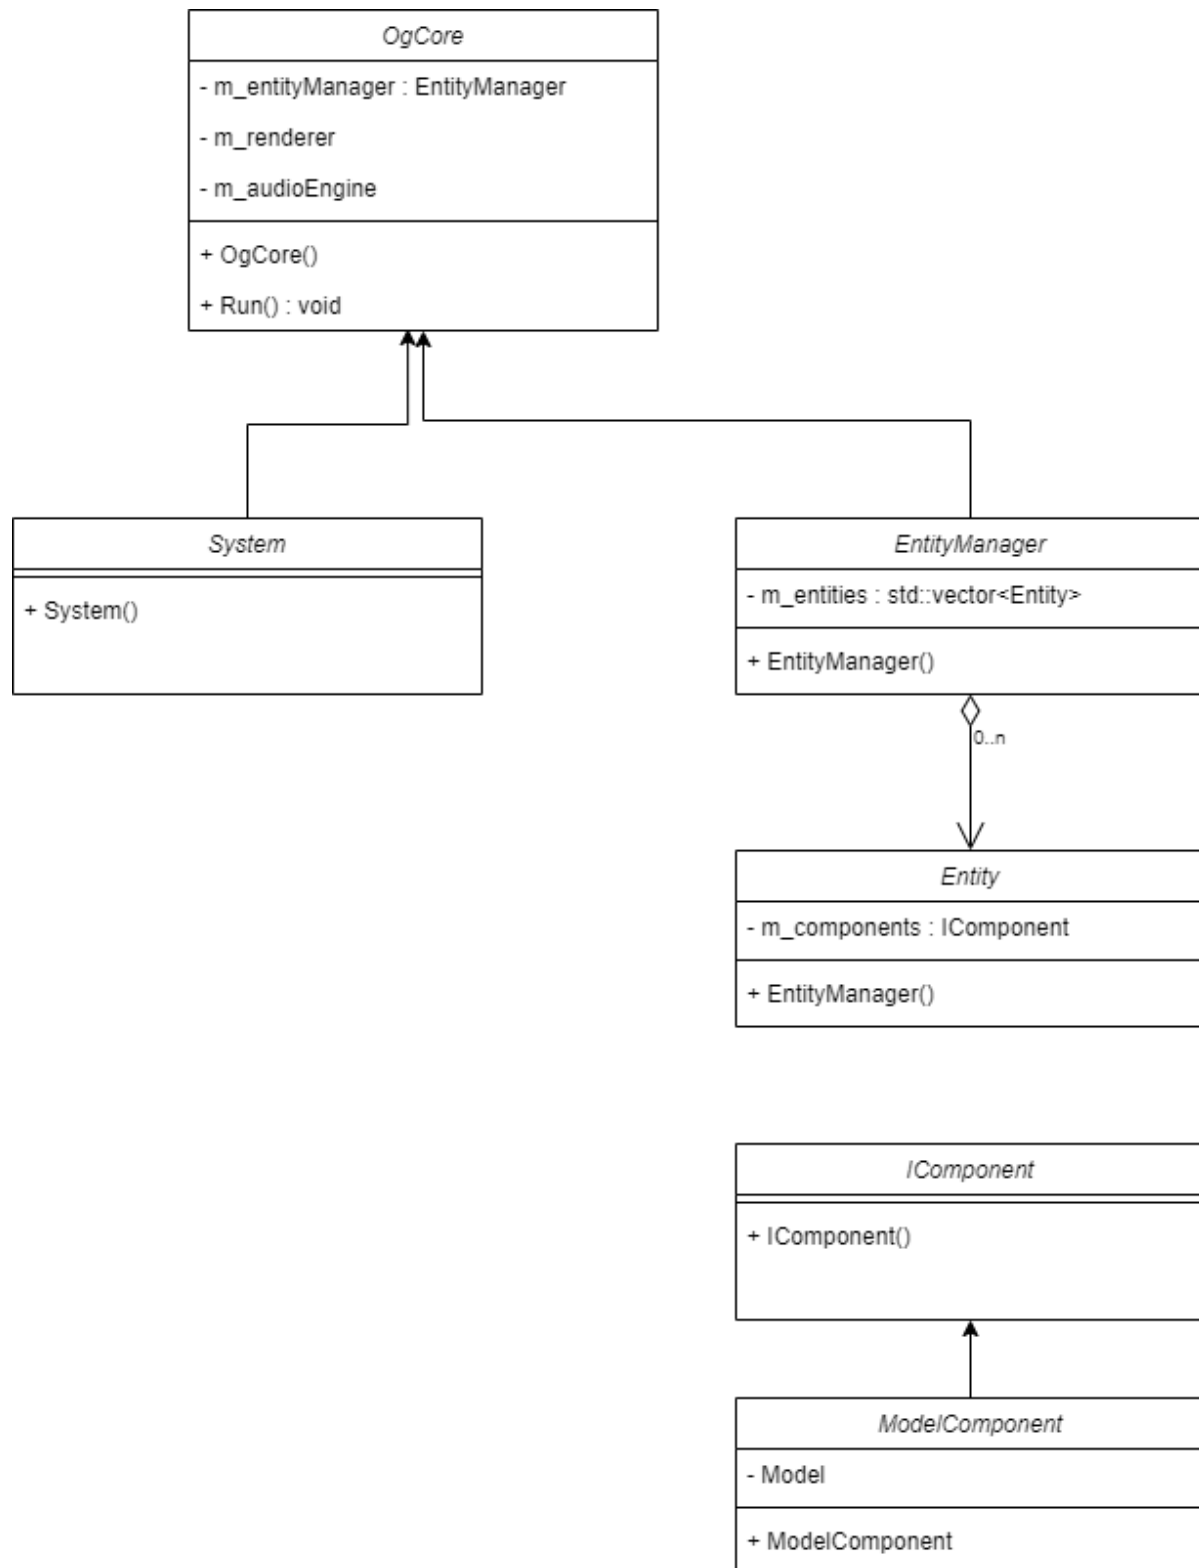 OgCore
- m_entityManager : EntityManager
- m_renderer
- m_audioEngine
+ OgCore()
+ Run() : void
System
+ System()
EntityManager
- m_entities : std::vector<Entity>
+ EntityManager()
0..n
Entity
- m_components : IComponent
+ EntityManager()
IComponent
+ IComponent()
ModelComponent
- Model
+ ModelComponent